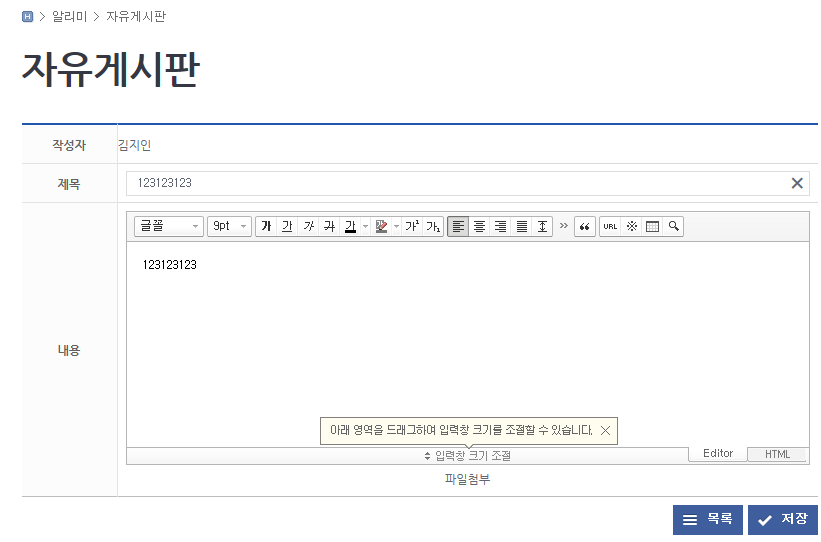 H > 알리미 > 자유게시판
자유게시판
작성자 김지인
제목 123123123
글꼴 9pt 가 가 가 가 가 가 가¹ 가₁ » “ URL ※
내용
123123123
아래 영역을 드래그하여 입력창 크기를 조절할 수 있습니다.
입력창 크기 조절 Editor HTML
파일첨부
목록 저장